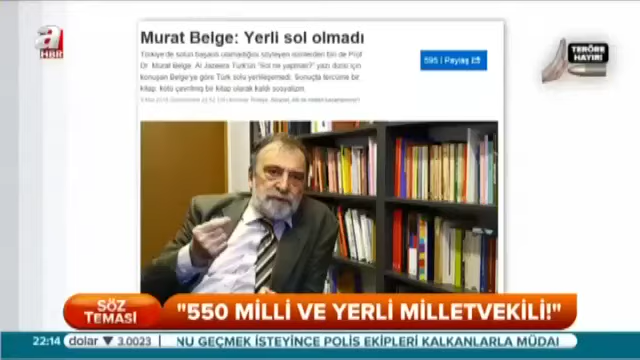 Murat Belge: Yerli sol olmadı
Türkiye'de solun başarılı olamadığını söyleyen isimlerden biri de Prof.
Dr. Murat Belge. Al Jazeera Türk'ün "Sol ne yapmalı?" yazı dizisi için
konuşan Belge'ye göre Türk solu yerlileşemedi. Sonuçta tercüme bir
kitap, kötü çevrilmiş bir kitap olarak kaldı sosyalizm.
595 | Paylaş
a
HBR
TERÖRE
HAYIR!
SÖZ
TEMASI
"550 MİLLİ VE YERLİ MİLLETVEKİLİ!"
22:14 dolar ▼ 3.0023 NU GEÇMEK İSTEYİNCE POLİS EKİPLERİ KALKANLARLA MÜDAI